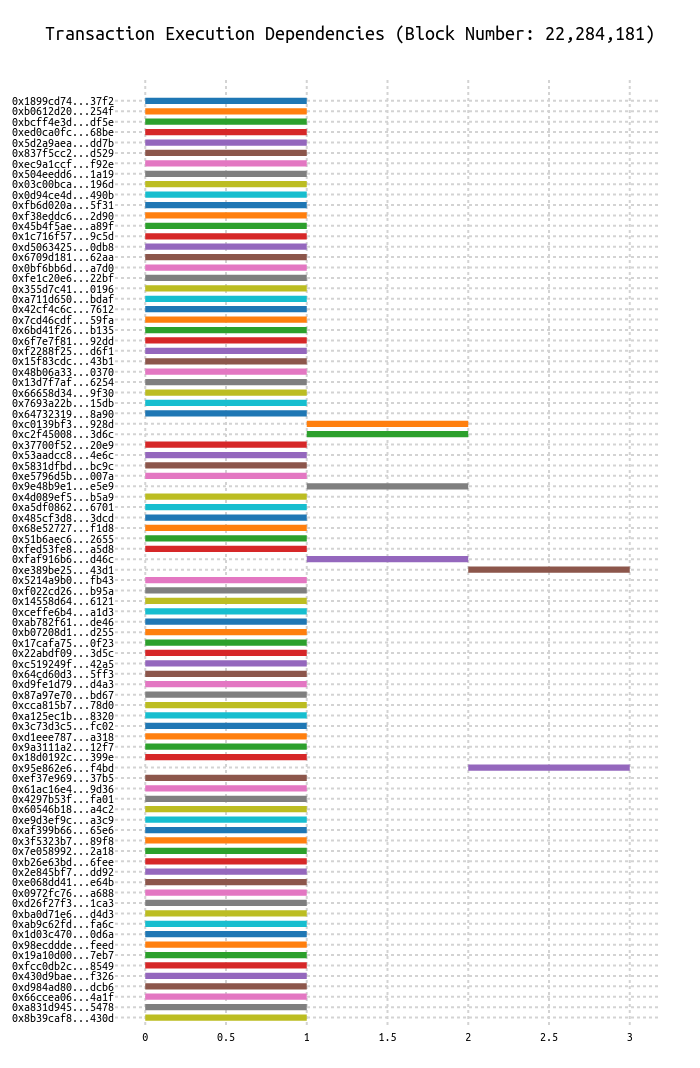 Transaction Execution Dependencies (Block Number: 22,284,181)
0x1899cd74...37f2
0xb0612d20...254f
0xbcff4e3d...df5e
0xed0ca0fc...68be
0x5d2a9aea...dd7b
0x837f5cc2...d529
0xec9a1ccf...f92e
0x504eedd6...1a19
0x03c00bca...196d
0x0d94ce4d...490b
0xfb6d020a...5f31
0xf38eddc6...2d90
0x45b4f5ae...a89f
0x1c716f57...9c5d
0xd5063425...0db8
0x6709d181...62aa
0x0bf6bb6d...a7d0
0xfe1c20e6...22bf
0x355d7c41...0196
0xa711d650...bdaf
0x42cf4c6c...7612
0x7cd46cdf...59fa
0x6bd41f26...b135
0x6f7e7f81...92dd
0xf2288f25...d6f1
0x15f83cdc...43b1
0x48b06a33...0370
0x13d7f7af...6254
0x66658d34...9f30
0x7693a22b...15db
0x64732319...8a90
0xc0139bf3...928d
0xc2f45008...3d6c
0x37700f52...20e9
0x53aadcc8...4e6c
0x5831dfbd...bc9c
0xe5796d5b...007a
0x9e48b9e1...e5e9
0x4d089ef5...b5a9
0xa5df0862...6701
0x485cf3d8...3dcd
0x68e52727...f1d8
0x51b6aec6...2655
0xfed53fe8...a5d8
0xfaf916b6...d46c
0xe389be25...43d1
0x5214a9b0...fb43
0xf022cd26...b95a
0x14558d64...6121
0xceffe6b4...a1d3
0xab782f61...de46
0xb07208d1...d255
0x17cafa75...0f23
0x22abdf09...3d5c
0xc519249f...42a5
0x64cd60d3...5ff3
0xd9fe1d79...d4a3
0x87a97e70...bd67
0xcca815b7...78d0
0xa125ec1b...8320
0x3c73d3c5...fc02
0xd1eee787...a318
0x9a3111a2...12f7
0x18d0192c...399e
0x95e862e6...f4bd
0xef37e969...37b5
0x61ac16e4...9d36
0x4297b53f...fa01
0x60546b18...a4c2
0xe9d3ef9c...a3c9
0xaf399b66...65e6
0x3f5323b7...89f8
0x7e058992...2a18
0xb26e63bd...6fee
0x2e845bf7...dd92
0xe068dd41...e64b
0x0972fc76...a688
0xd26f27f3...1ca3
0xba0d71e6...d4d3
0xab9c62fd...fa6c
0x1d03c470...0d6a
0x98ecddde...feed
0x19a10d00...7eb7
0xfcc0db2c...8549
0x430d9bae...f326
0xd984ad80...dcb6
0x66ccea06...4a1f
0xa831d945...5478
0x8b39caf8...430d
0 0.5 1 1.5 2 2.5 3